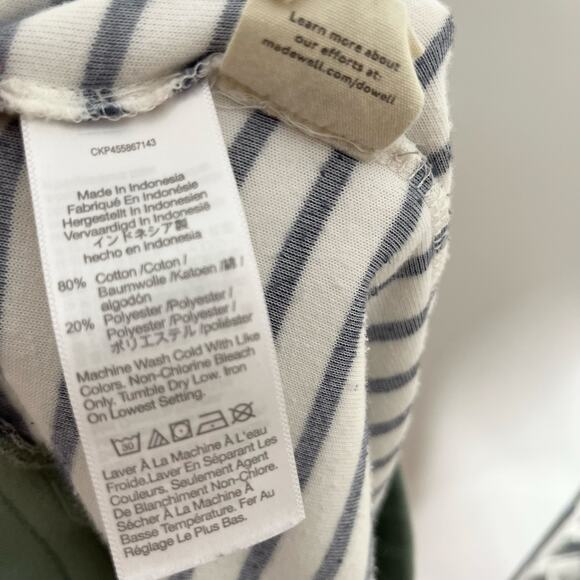 Learn more about
our efforts at:
madewell.com/dowell
CKP455867143
Made In Indonesia
Fabriqué En Indonésie
Hergestellt In Indonesien
Vervaardigd In Indonesië
インドネシア製
hecho en Indonesia
80% Cotton /Coton /
Baumwolle /Katoen /綿 /
algodón
20% Polyester /Polyester /
Polyester /Polyester /
ポリエステル /poliéster
Machine Wash Cold With Like
Colors. Non-Chlorine Bleach
Only. Tumble Dry Low. Iron
On Lowest Setting.
30
Laver À La Machine À L'eau
Froide.Laver En Séparant Les
Couleurs. Seulement Agent
De Blanchiment Non-Chlore.
Sécher À La Machine À
Basse Température. Fer Au
Réglage Le Plus Bas.